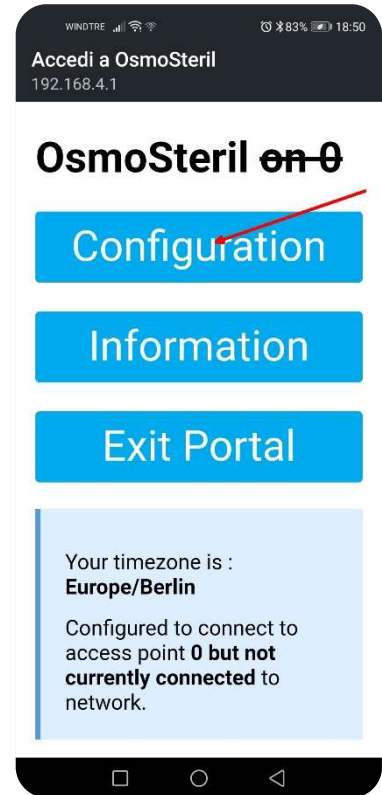 WINDTRE 83% 18:50
Accedi a OsmoSteril
192.168.4.1
OsmoSteril on 0
Configuration
Information
Exit Portal
Your timezone is :
Europe/Berlin
Configured to connect to
access point 0 but not
currently connected to
network.